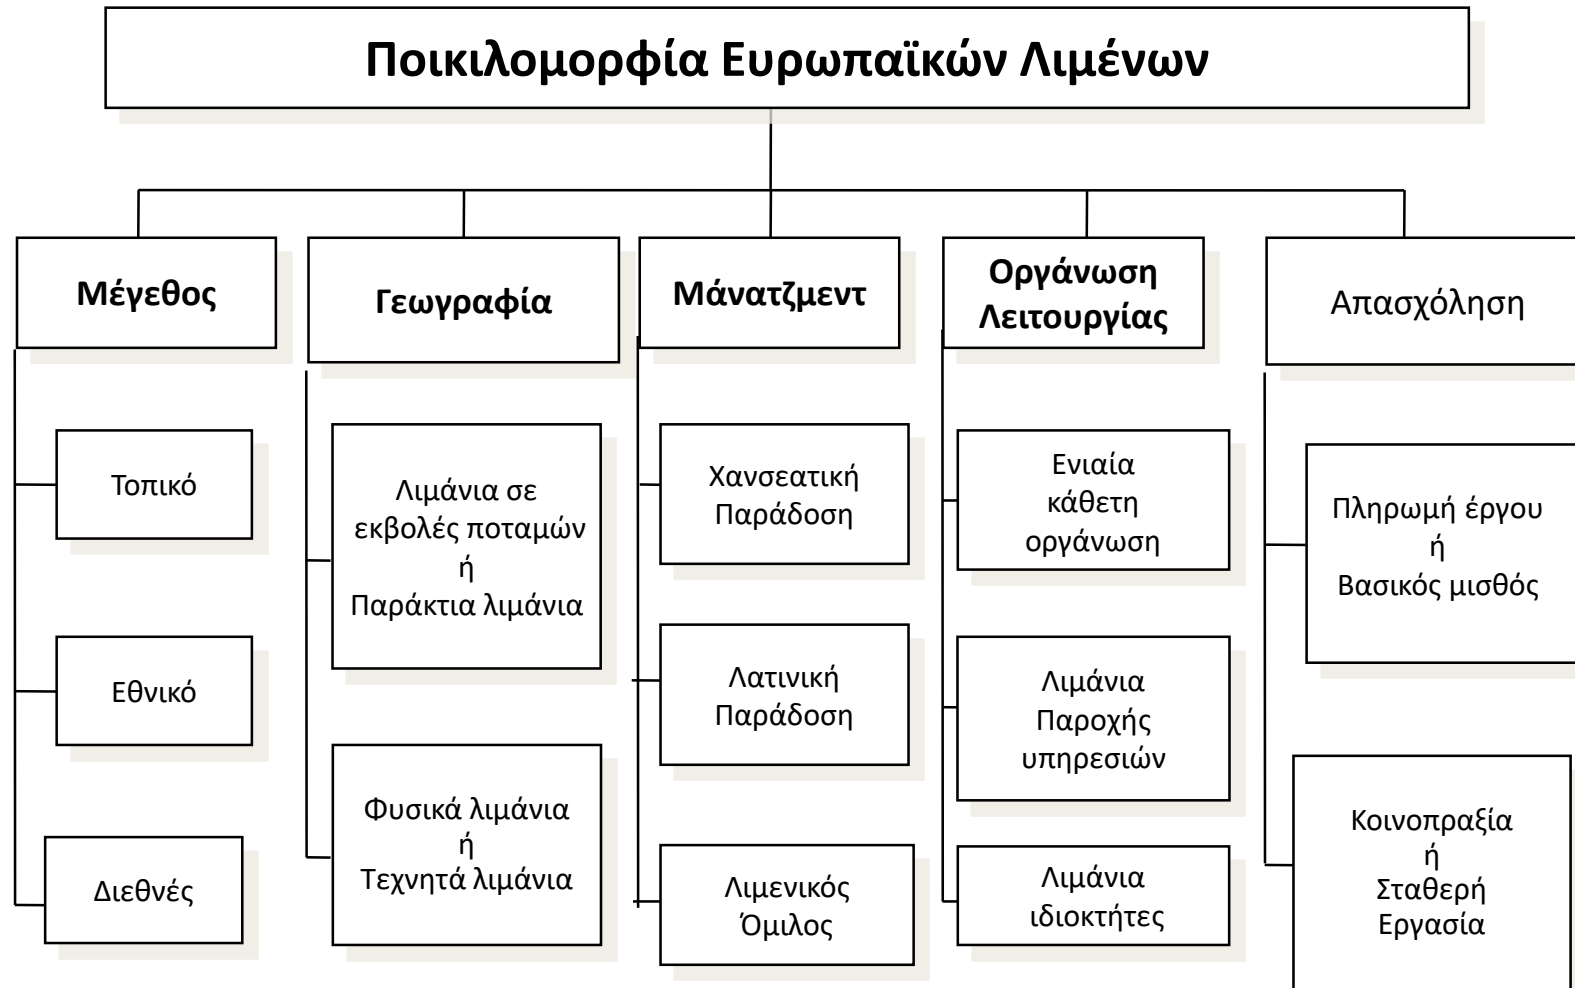 Ποικιλομορφία Ευρωπαϊκών Λιμένων
Μέγεθος
Τοπικό
Εθνικό
Διεθνές
Γεωγραφία
Λιμάνια σε
εκβολές ποταμών
ή
Παράκτια λιμάνια
Φυσικά λιμάνια
ή
Τεχνητά λιμάνια
Μάνατζμεντ
Χανσεατική
Παράδοση
Λατινική
Παράδοση
Λιμενικός
Όμιλος
Οργάνωση
Λειτουργίας
Ενιαία
κάθετη
οργάνωση
Λιμάνια
Παροχής
υπηρεσιών
Λιμάνια
ιδιοκτήτες
Απασχόληση
Πληρωμή έργου
ή
Βασικός μισθός
Κοινοπραξία
ή
Σταθερή
Εργασία